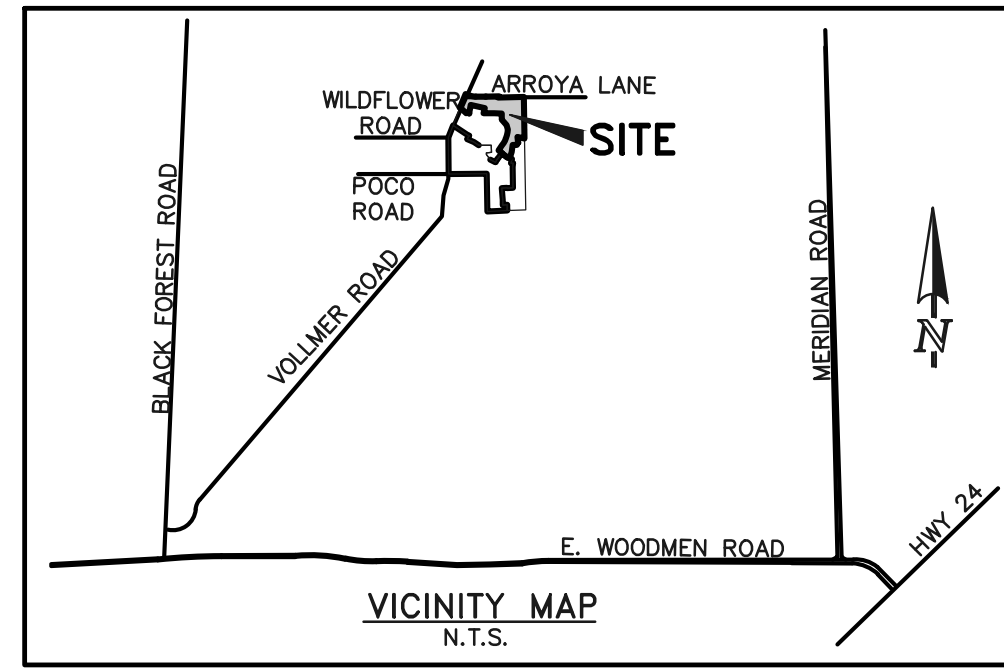 ARROYA LANE
WILDFLOWER
ROAD
SITE
POCO
ROAD
BLACK FOREST ROAD
VOLLMER ROAD
MERIDIAN ROAD
N
HWY 24
E. WOODMEN ROAD
VICINITY MAP
N.T.S.